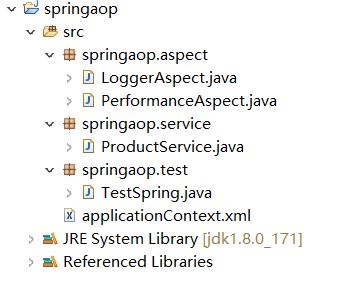 springaop
src
springaop.aspect
LoggerAspect.java
PerformanceAspect.java
springaop.service
ProductService.java
springaop.test
TestSpring.java
applicationContext.xml
JRE System Library [jdk1.8.0_171]
Referenced Libraries